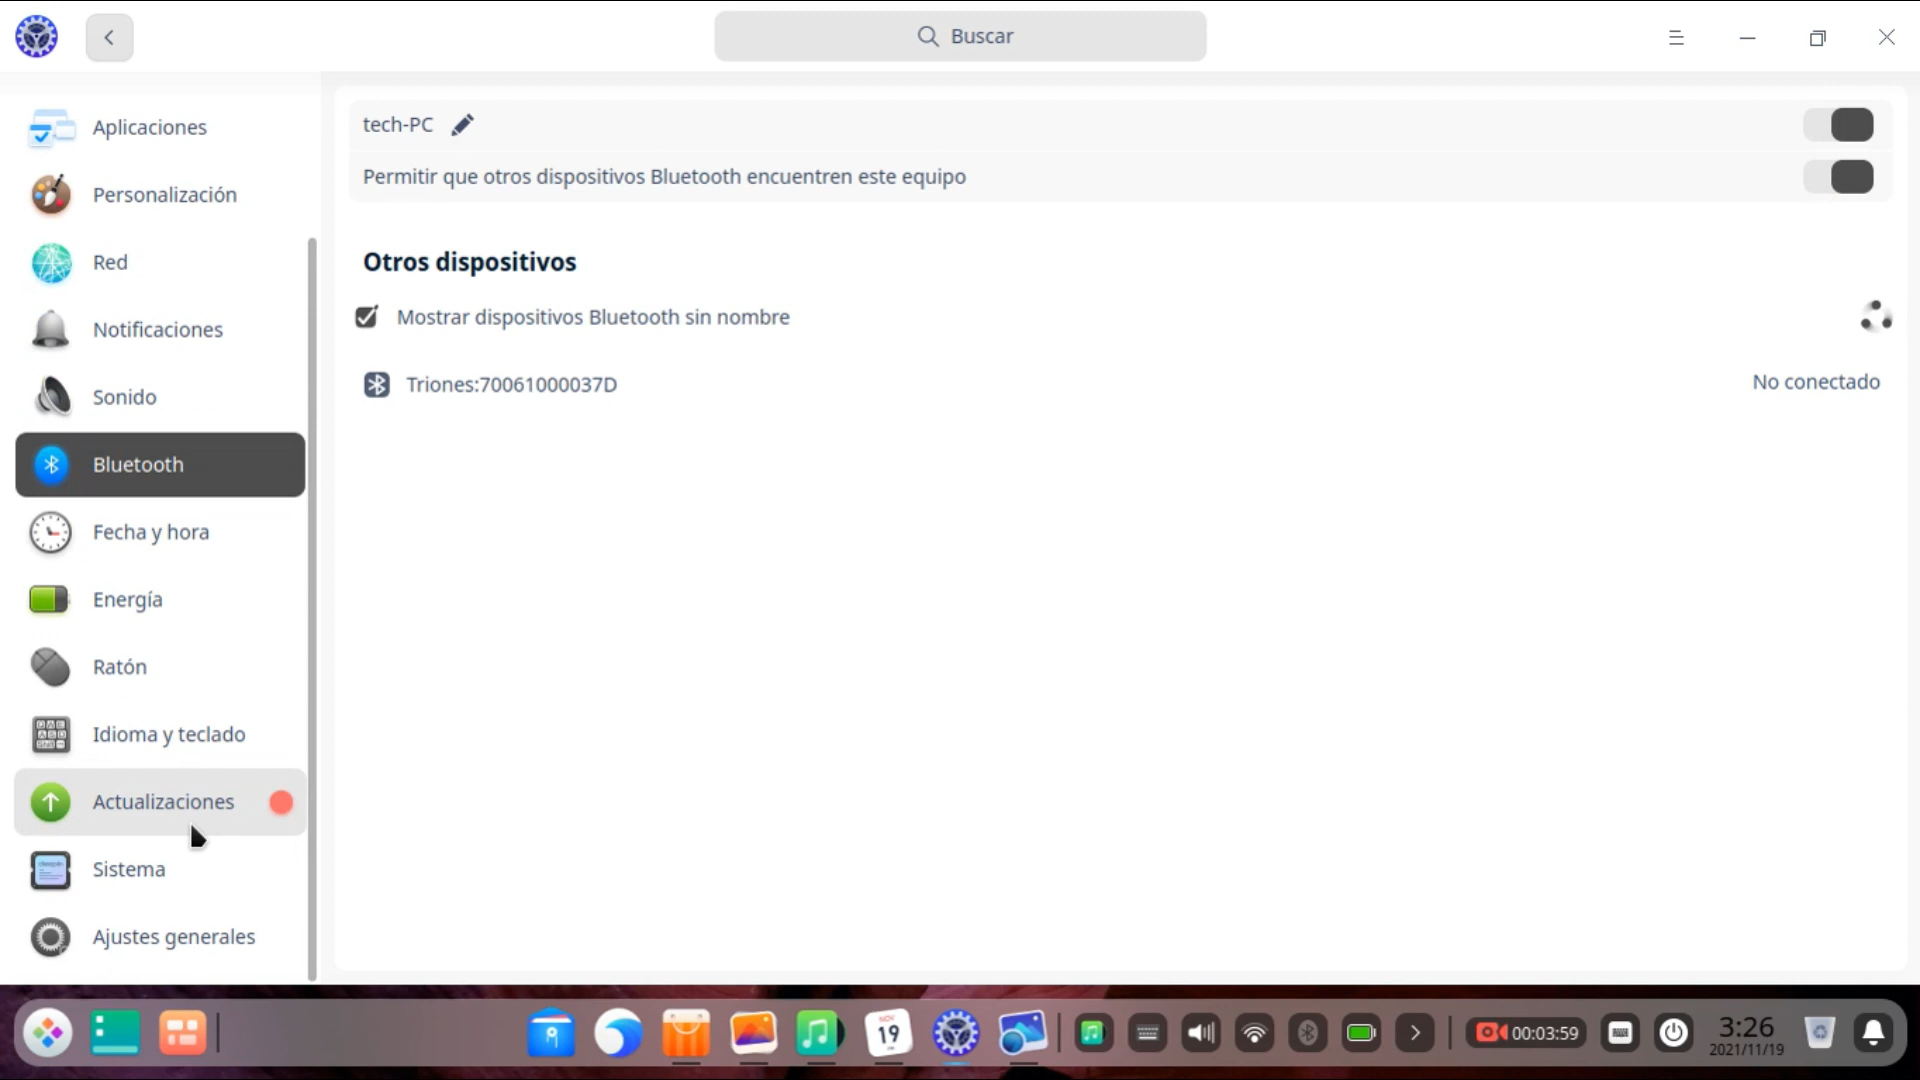 Buscar
Aplicaciones
Personalización
Red
Notificaciones
Sonido
Bluetooth
Fecha y hora
Energía
Ratón
Idioma y teclado
Actualizaciones
Sistema
Ajustes generales
tech-PC
Permitir que otros dispositivos Bluetooth encuentren este equipo
Otros dispositivos
Mostrar dispositivos Bluetooth sin nombre
Triones:70061000037D
No conectado
NOV
19
00:03:59
3:26
2021/11/19